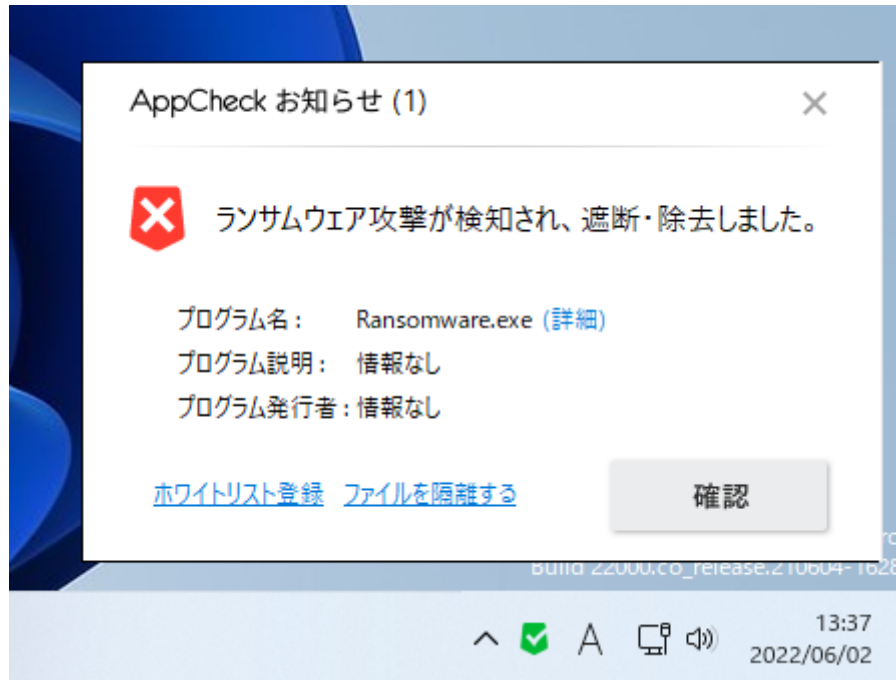 AppCheck お知らせ (1)
ランサムウェア攻撃が検知され、遮断・除去しました。
プログラム名 : Ransomware.exe (詳細)
プログラム説明 : 情報なし
プログラム発行者 : 情報なし
ホワイトリスト登録 ファイルを隔離する 確認
Build 22000.co_release.210604-1628
A
13:37
2022/06/02